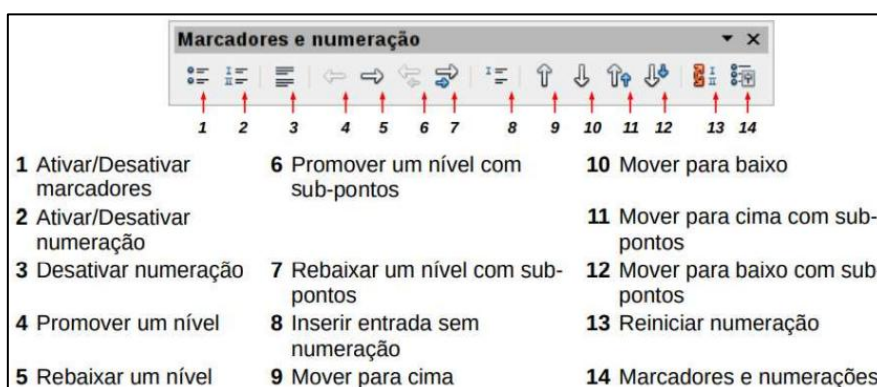 Marcadores e numeração
1 2 3 4 5 6 7 8 9 10 11 12 13 14
1 Ativar/Desativar
marcadores
2 Ativar/Desativar
numeração
3 Desativar numeração
4 Promover um nível
5 Rebaixar um nível
6 Promover um nível com
sub-pontos
7 Rebaixar um nível com sub-
pontos
8 Inserir entrada sem
numeração
9 Mover para cima
10 Mover para baixo
11 Mover para cima com sub-
pontos
12 Mover para baixo com sub-
pontos
13 Reiniciar numeração
14 Marcadores e numerações